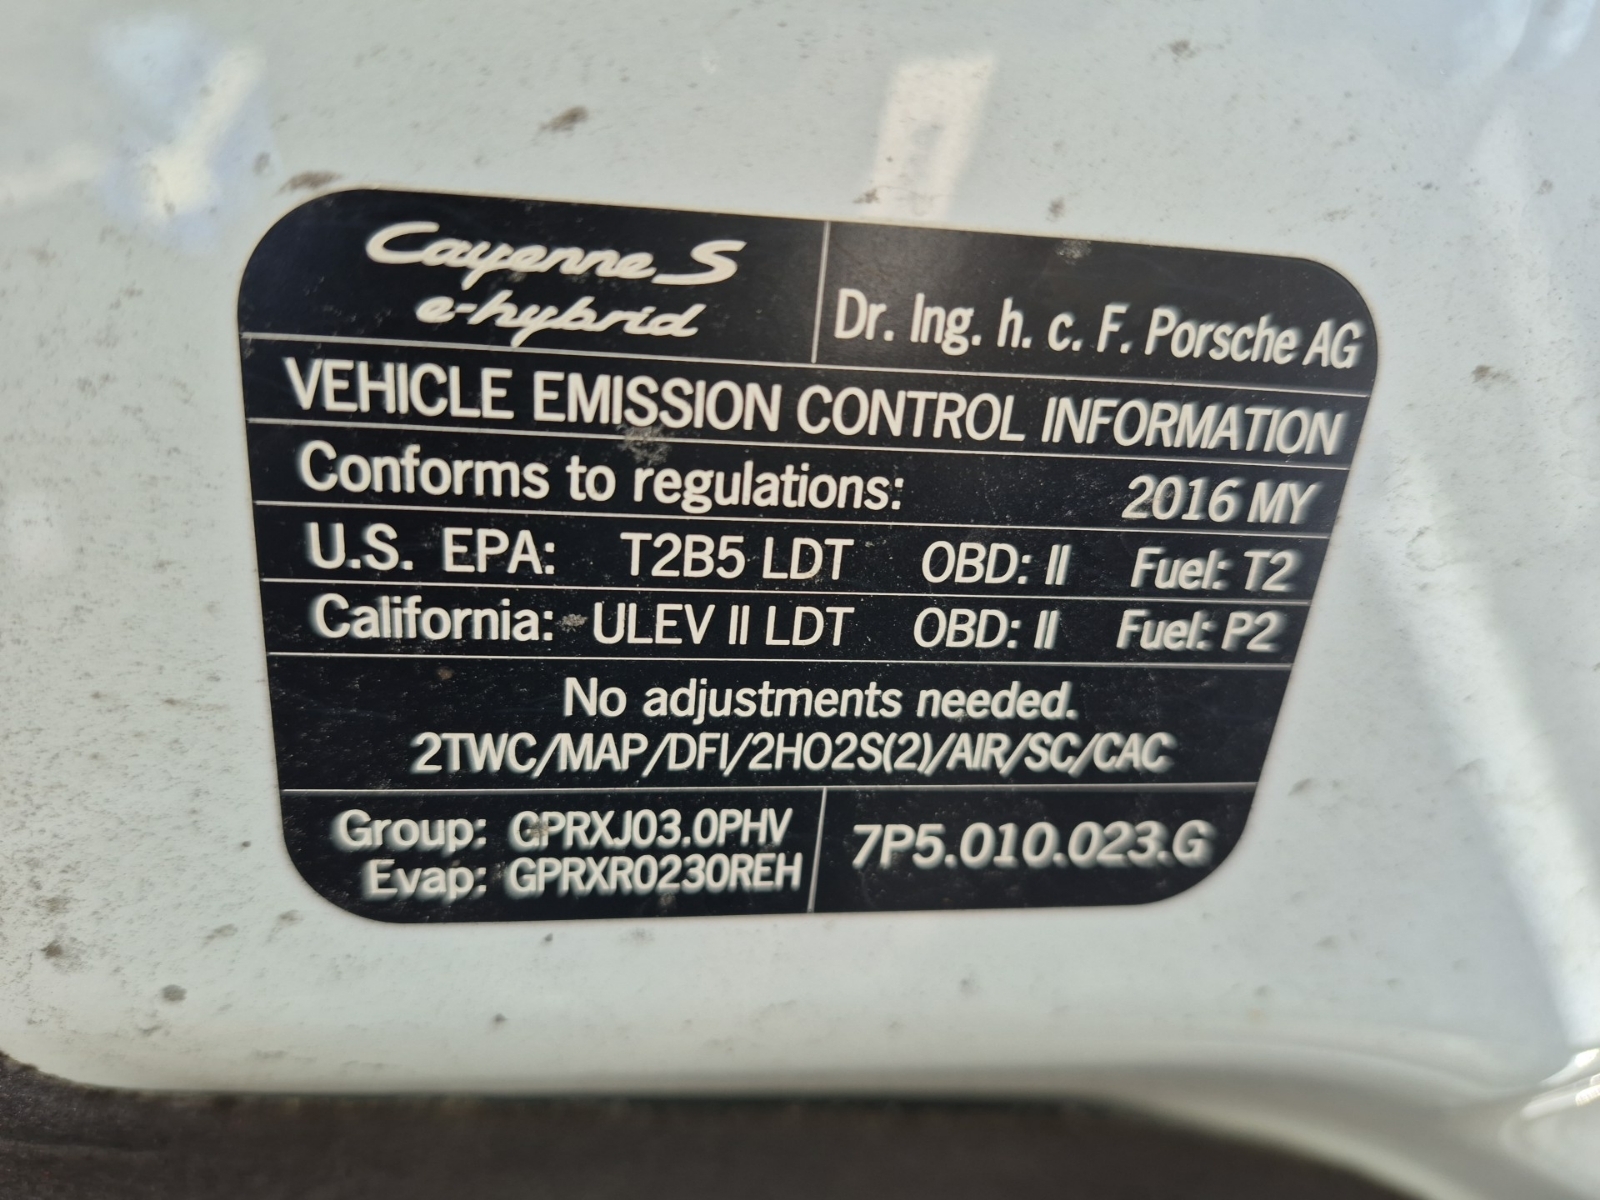 Cayenne S
e-hybrid
Dr. Ing. h. c. F. Porsche AG
VEHICLE EMISSION CONTROL INFORMATION
Conforms to regulations: 2016 MY
U.S. EPA: T2B5 LDT OBD: II Fuel: T2
California: ULEV II LDT OBD: II Fuel: P2
No adjustments needed.
2TWC/MAP/DFI/2HO2S(2)/AIR/SC/CAC
Group: GPRXJ03.0PHV
Evap: GPRXR0230REH
7P5.010.023.G